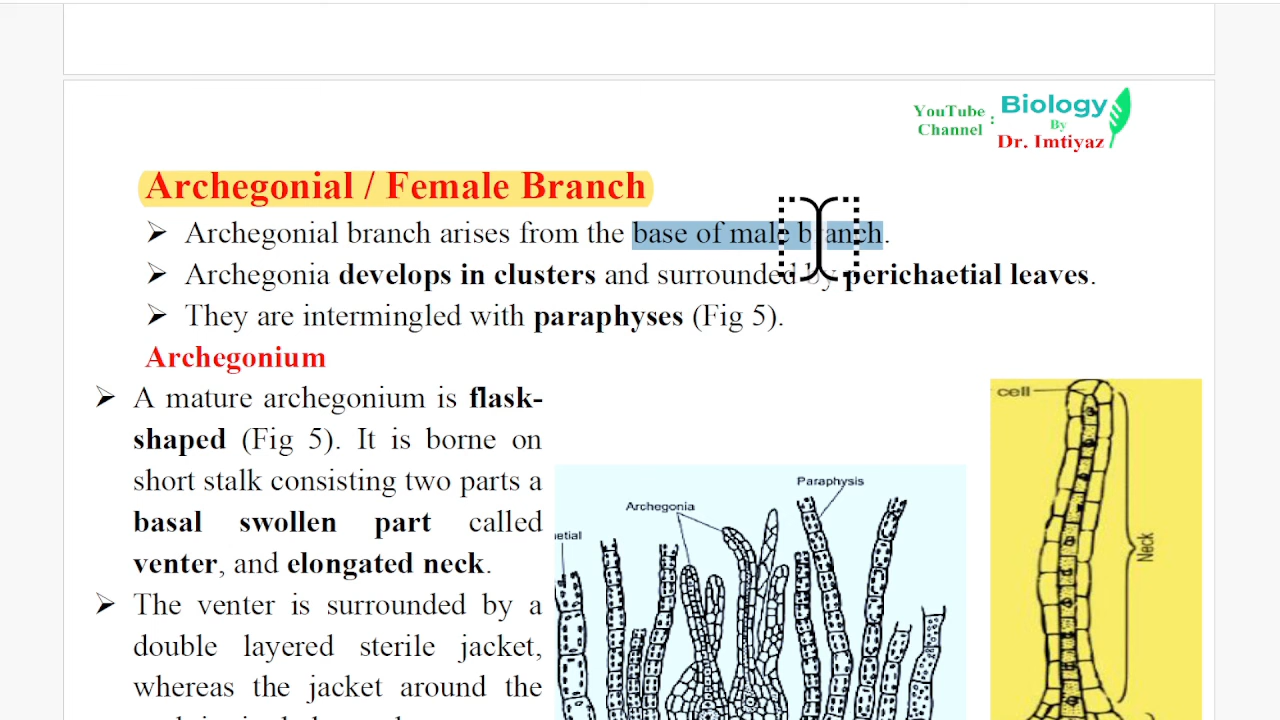 YouTube Channel : Biology By Dr. Imtiyaz
Archegonial / Female Branch
➢ Archegonial branch arises from the base of male branch.
➢ Archegonia develops in clusters and surrounded by perichaetial leaves.
➢ They are intermingled with paraphyses (Fig 5).
Archegonium
➢ A mature archegonium is flask-
shaped (Fig 5). It is borne on
short stalk consisting two parts a
basal swollen part called
venter, and elongated neck.
➢ The venter is surrounded by a
double layered sterile jacket,
whereas the jacket around the
Paraphysis
Archegonia
etial
cell
Neck